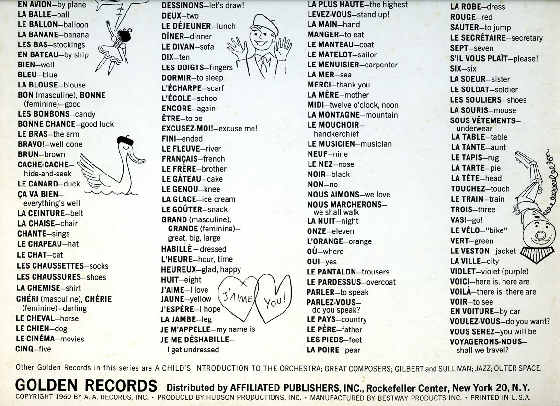 EN AVION—by plane
LA BALLE—ball
LE BALLON—balloon
LA BANANE—banana
LES BAS—stockings
EN BATEAU—by ship
BIEN—well
BLEU—blue
LA BLOUSE—blouse
BON (masculine), BONNE
(feminine)—good
LES BONBONS—candy
BONNE CHANCE—good luck
LE BRAS—the arm
BRAVO!—well done
BRUN—brown
CACHE-CACHE—
hide-and-seek
LE CANARD—duck
ÇA VA BIEN—
everything's well
LA CEINTURE—belt
LA CHAISE—chair
CHANTE—sings
LE CHAPEAU—hat
LE CHAT—cat
LES CHAUSSETTES—socks
LES CHAUSSURES—shoes
LA CHEMISE—shirt
CHÉRI (masculine), CHÉRIE
(feminine)—darling
LE CHEVAL—horse
LE CHIEN—dog
LE CINÉMA—movies
CINQ—five
DESSINONS—let's draw!
DEUX—two
LE DÉJEUNER—lunch
DÎNER—dinner
LE DIVAN—sofa
DIX—ten
LES DOIGTS—fingers
DORMIR—to sleep
L'ÉCHARPE—scarf
L'ÉCOLE—school
ENCORE—again
ÊTRE—to be
EXCUSEZ-MOI!—excuse me!
FINI—ended
LE FLEUVE—river
FRANÇAIS—french
LE FRÈRE—brother
LE GATEAU—cake
LE GENOU—knee
LA GLACE—ice cream
LE GOÛTER—snack
GRAND (masculine),
GRANDE (feminine)—
great, big, large
HABILLÉ—dressed
L'HEURE—hour, time
HEUREUX—glad, happy
HUIT—eight
J'AIME—I love
JAUNE—yellow
J'ESPÈRE—I hope
LA JAMBE—leg
JE M'APPELLE—my name is
JE ME DÉSHABILLE—
I get undressed
J'AIME
YOU!
LA PLUS HAUTE—the highest
LEVEZ-VOUS—stand up!
LA MAIN—hand
MANGER—to eat
LE MANTEAU—coat
LE MATELOT—sailor
LE MENUISIER—carpenter
LA MER—sea
MERCI—thank you
LA MÈRE—mother
MIDI—twelve o'clock, noon
LA MONTAGNE—mountain
LE MOUCHOIR—
handkerchief
LE MUSICIEN—musician
NEUF—nine
LE NEZ—nose
NOIR—black
NON—no
NOUS AIMONS—we love
NOUS MARCHERONS—
we shall walk
LA NUIT—night
ONZE—eleven
L'ORANGE—orange
OÙ—where
OUI—yes
LE PANTALON—trousers
LE PARDESSUS—overcoat
PARLER—to speak
PARLEZ-VOUS—
do you speak?
LE PAYS—country
LE PÈRE—father
LES PIEDS—feet
LA POIRE—pear
LA ROBE—dress
ROUGE—red
SAUTER—to jump
LE SECRÉTAIRE—secretary
SEPT—seven
S'IL VOUS PLAÎT—please!
SIX—six
LA SOEUR—sister
LE SOLDAT—soldier
LES SOULIERS—shoes
LA SOURIS—mouse
SOUS VÊTEMENTS—
underwear
LA TABLE—table
LA TANTE—aunt
LE TAPIS—rug
LA TARTE—pie
LA TÊTE—head
TOUCHEZ—touch
LE TRAIN—train
TROIS—three
VAS!—go!
LE VÉLO—"bike"
VERT—green
LE VESTON—jacket
LA VILLE—city
VIOLET—violet (purple)
VOICI—here is, here are
VOILÀ—there is there are
VOIR—to see
EN VOITURE—by car
VOULEZ-VOUS—do you want?
VOUS SEREZ—you will be
VOYAGERONS-NOUS—
shall we travel?
Other Golden Records in this series are A CHILD'S INTRODUCTION TO THE ORCHESTRA; GREAT COMPOSERS; GILBERT and SULLIVAN; JAZZ; OUTER SPACE.
GOLDEN RECORDS Distributed by AFFILIATED PUBLISHERS, INC., Rockefeller Center, New York 20, N.Y.
COPYRIGHT 1960 BY A. A. RECORDS, INC. • PRODUCED BY HUDSON PRODUCTIONS, INC. • MANUFACTURED BY BESTWAY PRODUCTS INC. • PRINTED IN U.S.A.